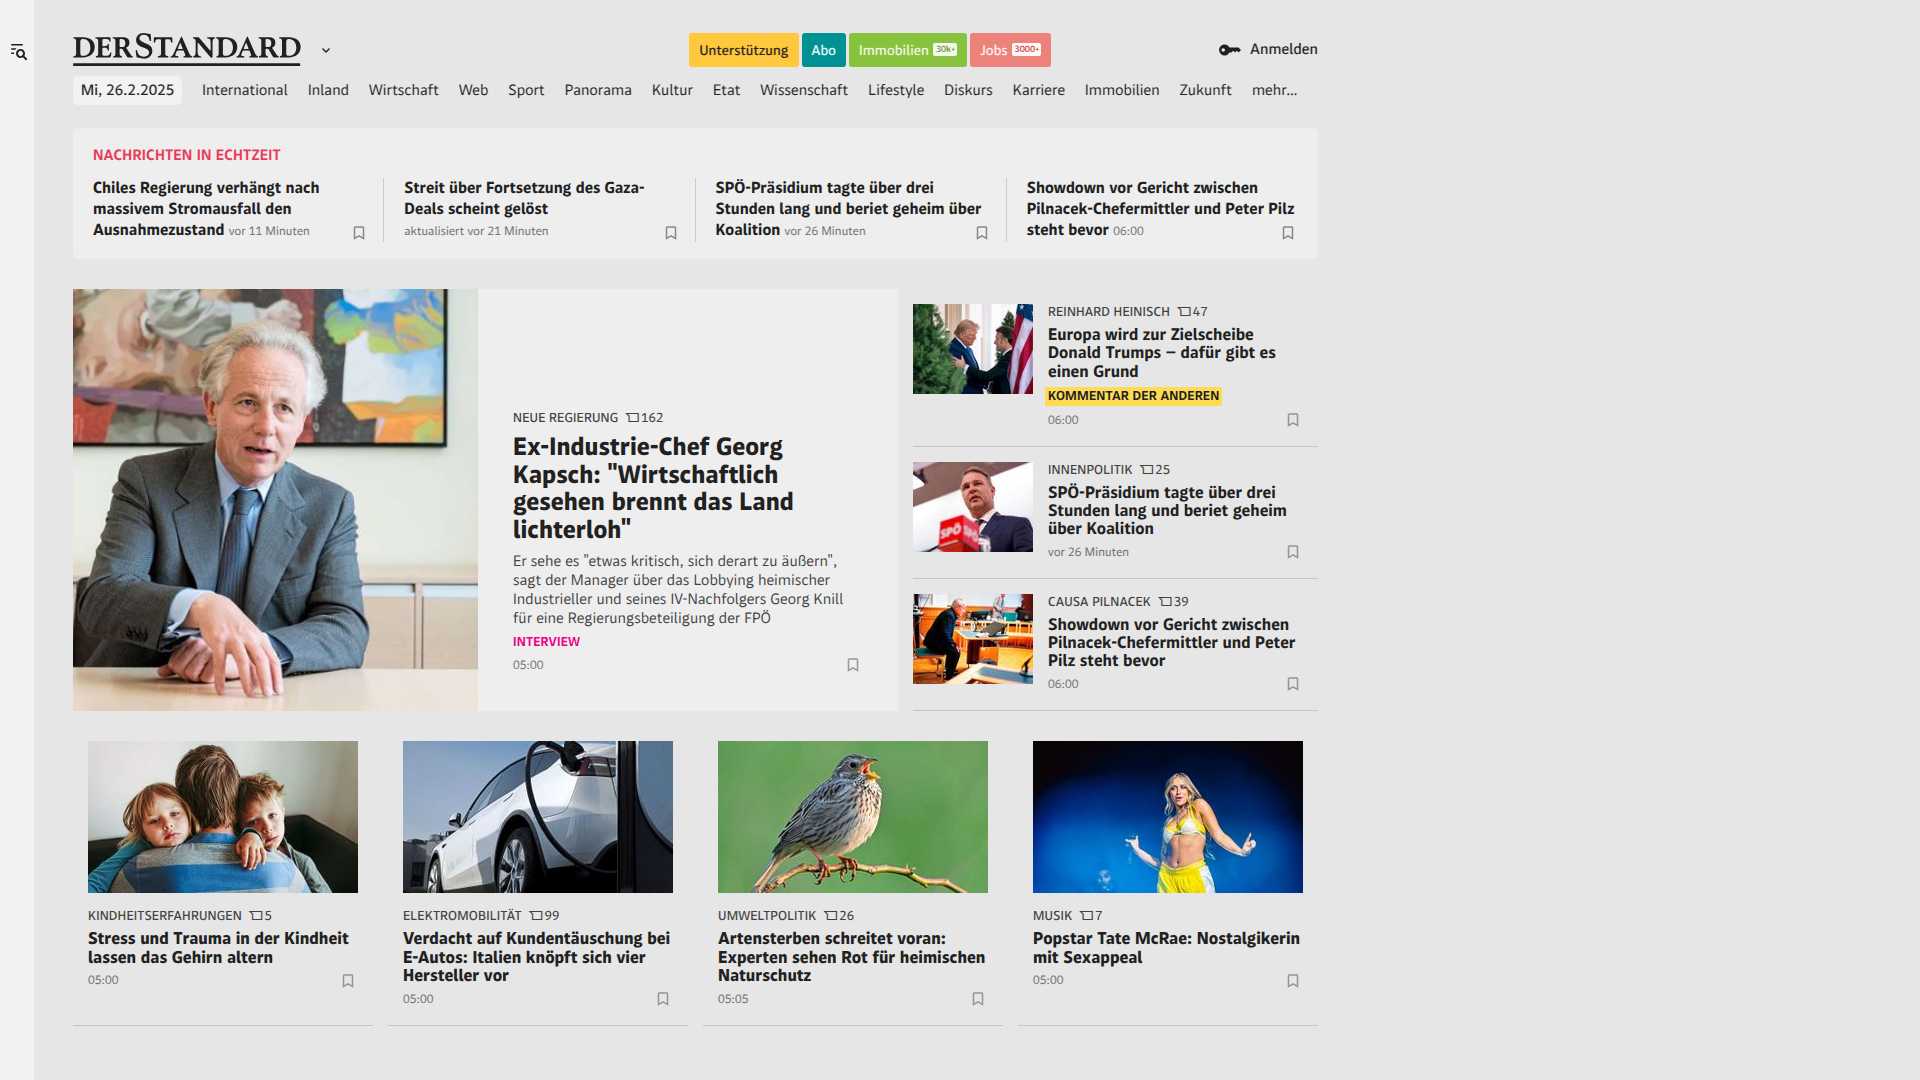 DERSTANDARD
Unterstützung
Abo
Immobilien 30k+
Jobs 3000+
Anmelden
Mi, 26.2.2025
International
Inland
Wirtschaft
Web
Sport
Panorama
Kultur
Etat
Wissenschaft
Lifestyle
Diskurs
Karriere
Immobilien
Zukunft
mehr...
NACHRICHTEN IN ECHTZEIT
Chiles Regierung verhängt nach
massivem Stromausfall den
Ausnahmezustand vor 11 Minuten
Streit über Fortsetzung des Gaza-
Deals scheint gelöst
aktualisiert vor 21 Minuten
SPÖ-Präsidium tagte über drei
Stunden lang und beriet geheim über
Koalition vor 26 Minuten
Showdown vor Gericht zwischen
Pilnacek-Chefermittler und Peter Pilz
steht bevor 06:00
NEUE REGIERUNG 162
Ex-Industrie-Chef Georg
Kapsch: "Wirtschaftlich
gesehen brennt das Land
lichterloh"
Er sehe es "etwas kritisch, sich derart zu äußern",
sagt der Manager über das Lobbying heimischer
Industrieller und seines IV-Nachfolgers Georg Knill
für eine Regierungsbeteiligung der FPÖ
INTERVIEW
05:00
REINHARD HEINISCH 47
Europa wird zur Zielscheibe
Donald Trumps – dafür gibt es
einen Grund
KOMMENTAR DER ANDEREN
06:00
SPÖ
INNENPOLITIK 25
SPÖ-Präsidium tagte über drei
Stunden lang und beriet geheim
über Koalition
vor 26 Minuten
CAUSA PILNACEK 39
Showdown vor Gericht zwischen
Pilnacek-Chefermittler und Peter
Pilz steht bevor
06:00
KINDHEITSERFAHRUNGEN 5
Stress und Trauma in der Kindheit
lassen das Gehirn altern
05:00
ELEKTROMOBILITÄT 99
Verdacht auf Kundentäuschung bei
E-Autos: Italien knöpft sich vier
Hersteller vor
05:00
UMWELTPOLITIK 26
Artensterben schreitet voran:
Experten sehen Rot für heimischen
Naturschutz
05:05
MUSIK 7
Popstar Tate McRae: Nostalgikerin
mit Sexappeal
05:00